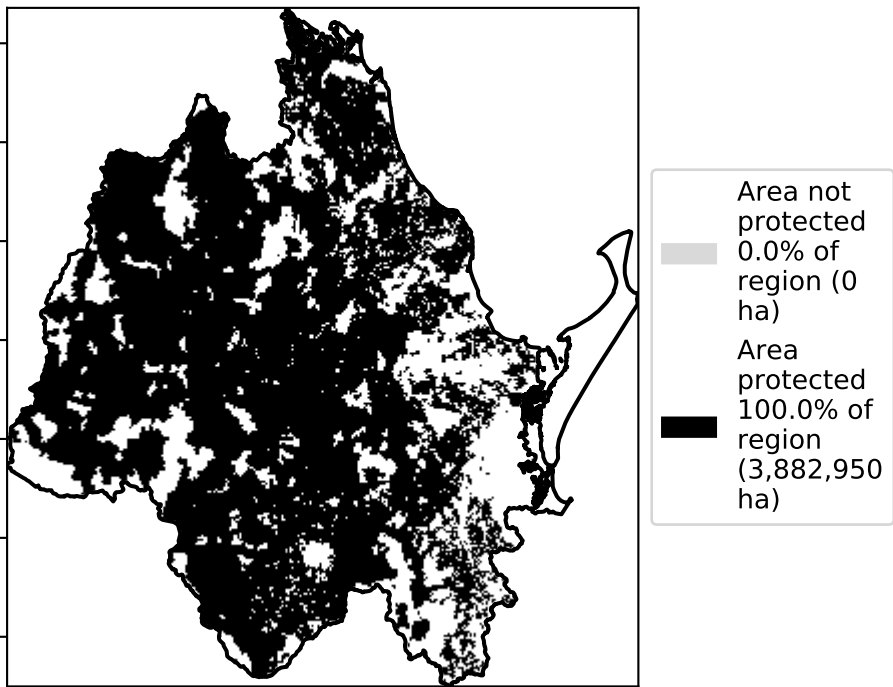 Area not
protected
0.0% of
region (0
ha)
Area
protected
100.0% of
region
(3,882,950
ha)